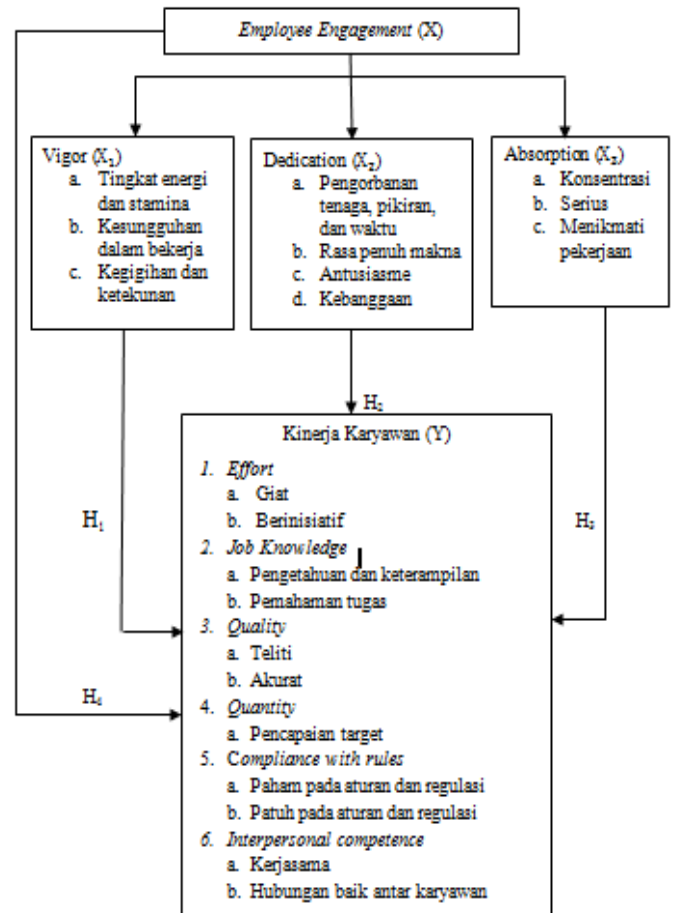 Employee Engagement (X)
Vigor (X₁)
a. Tingkat energi
dan stamina
b. Kesungguhan
dalam bekerja
c. Kegigihan dan
ketekunan
Dedication (X₂)
a. Pengorbanan
tenaga, pikiran,
dan waktu
b. Rasa penuh makna
c. Antusiasme
d. Kebanggaan
Absorption (X₃)
a. Konsentrasi
b. Serius
c. Menikmati
pekerjaan
H₂
Kinerja Karyawan (Y)
1. Effort
a. Giat
b. Berinisiatif
2. Job Knowledge
a. Pengetahuan dan keterampilan
b. Pemahaman tugas
3. Quality
a. Teliti
b. Akurat
4. Quantity
a. Pencapaian target
5. Compliance with rules
a. Paham pada aturan dan regulasi
b. Patuh pada aturan dan regulasi
6. Interpersonal competence
a. Kerjasama
b. Hubungan baik antar karyawan
H₁
H₃
H₄